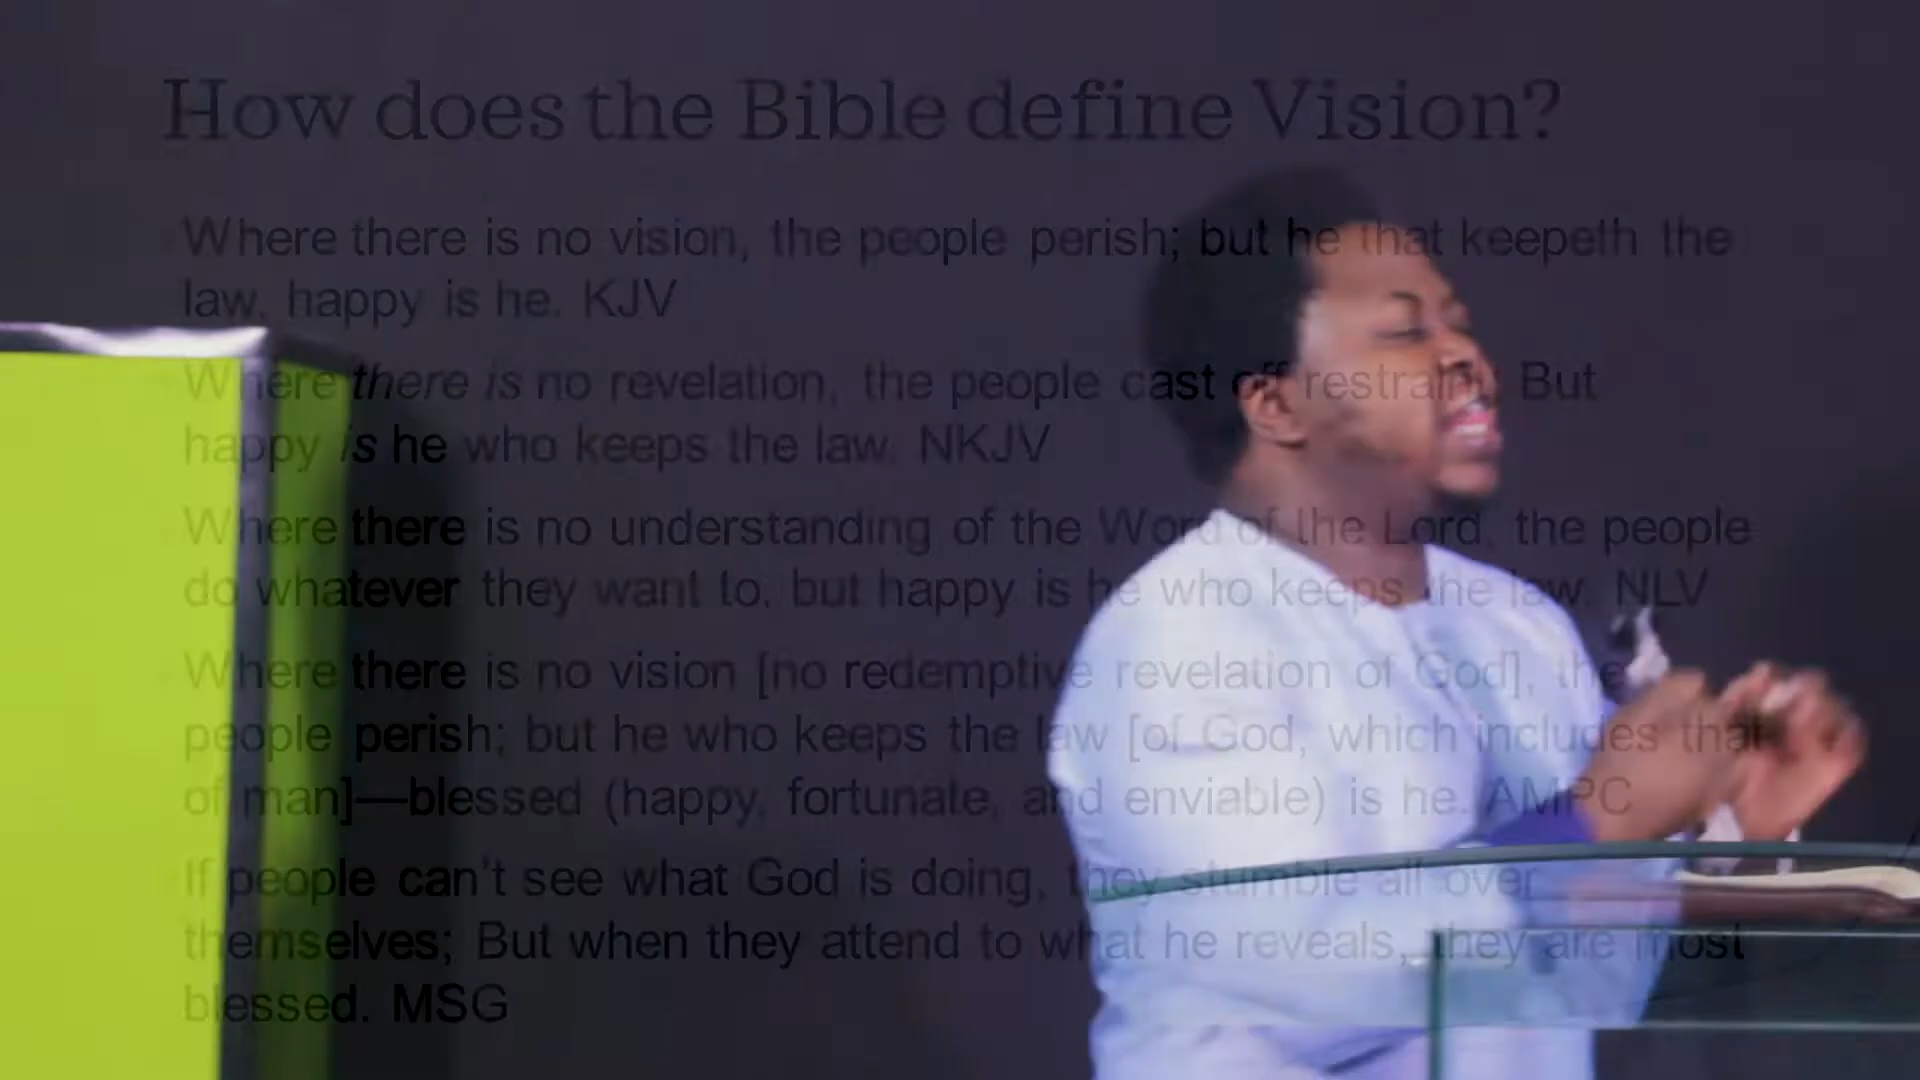 How does the Bible define Vision?
Where there is no vision, the people perish; but he that keepeth the
law, happy is he. KJV
Where there is no revelation, the people cast off restraint. But
happy is he who keeps the law. NKJV
Where there is no understanding of the Word of the Lord, the people
do whatever they want to, but happy is he who keeps the law. NLV
Where there is no vision [no redemptive revelation of God], the
people perish; but he who keeps the law [of God, which includes that
of man]—blessed (happy, fortunate, and enviable) is he. AMPC
If people can't see what God is doing, they stumble all over
themselves; But when they attend to what he reveals, they are most
blessed. MSG